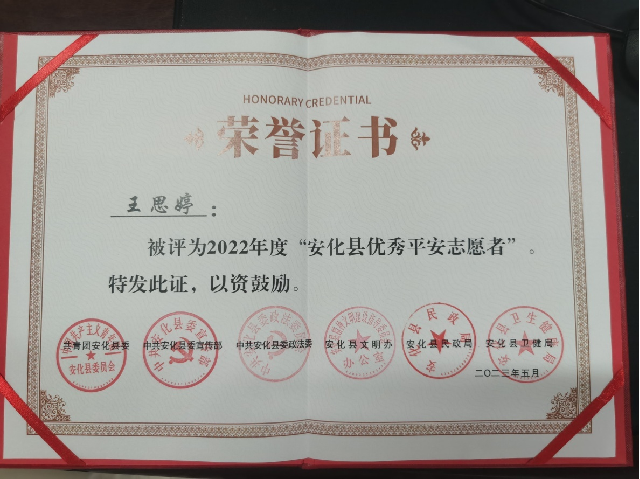 HONORARY CREDENTIAL
荣誉证书
王思婷：
被评为2022年度“安化县优秀平安志愿者”。
特发此证，以资鼓励。
共青团安化县委 中共安化县委宣传部 中共安化县委政法委 安化县文明办 安化县民政局 安化县卫健局
二〇二三年五月